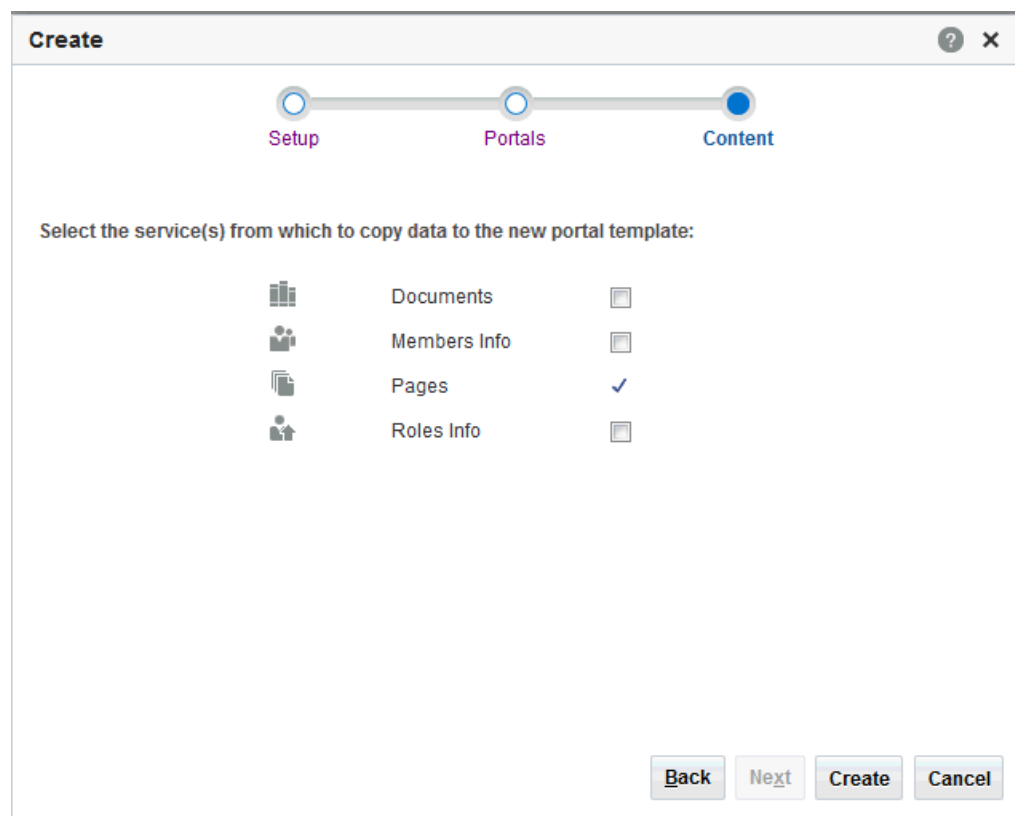 Create
?
Setup Portals Content
Select the service(s) from which to copy data to the new portal template:
Documents
Members Info
Pages
Roles Info
Back Next Create Cancel